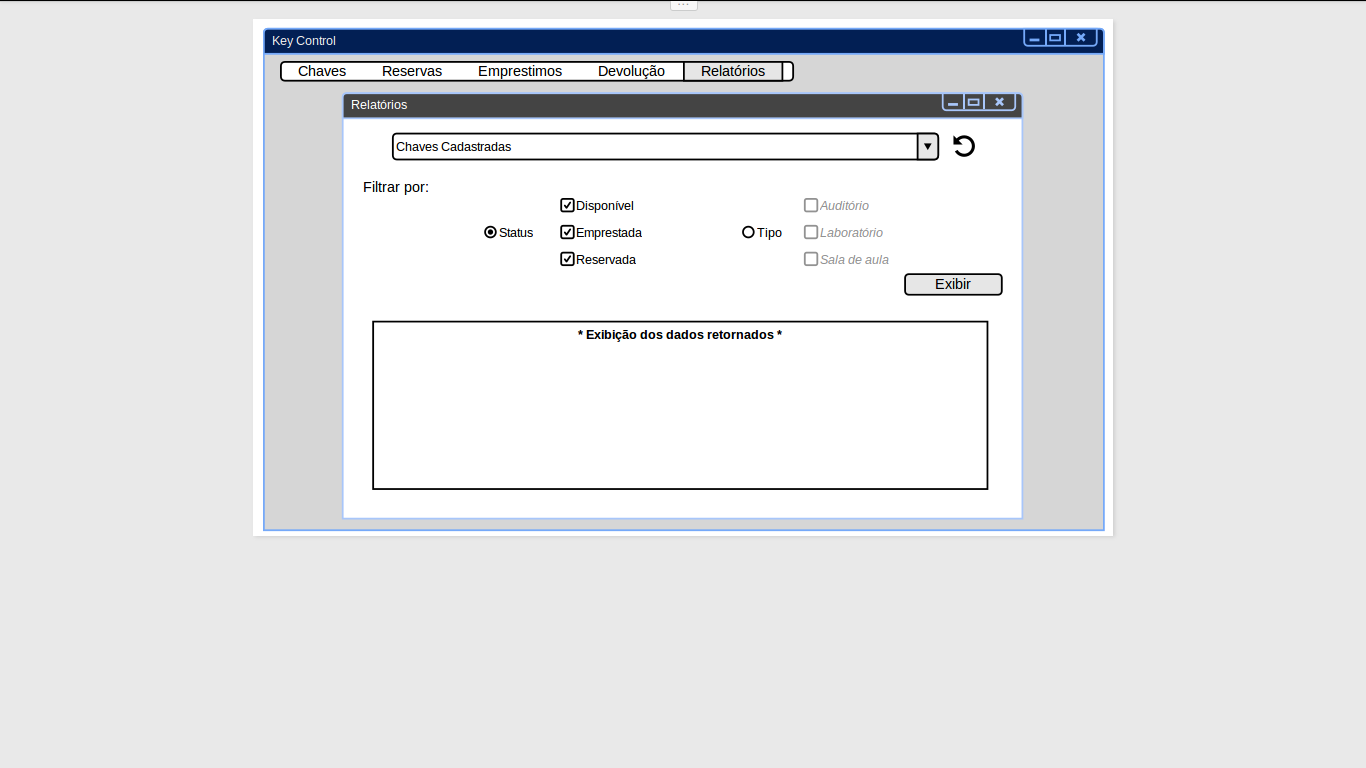 Key Control
Chaves Reservas Emprestimos Devolução Relatórios
Relatórios
Chaves Cadastradas
Filtrar por:
Disponível Auditório
Status Emprestada Tipo Laboratório
Reservada Sala de aula
Exibir
* Exibição dos dados retornados *